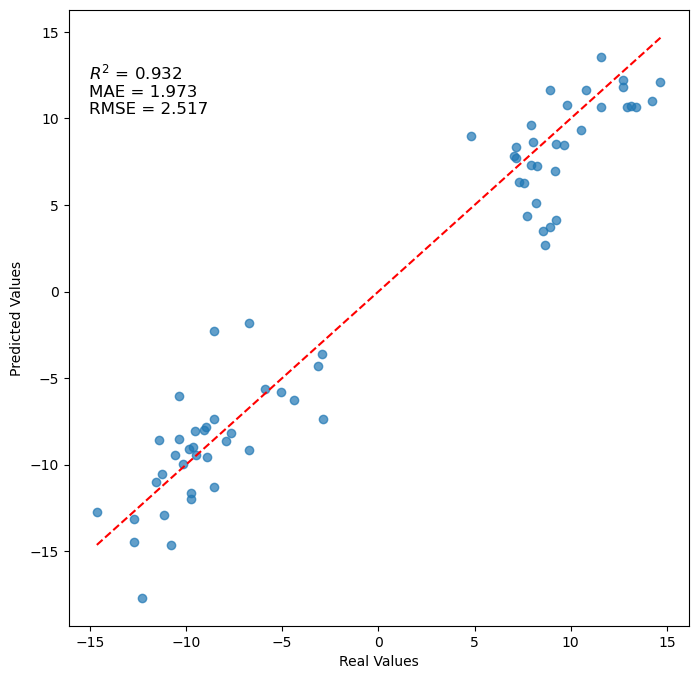 R² = 0.932
MAE = 1.973
RMSE = 2.517
15
10
5
0
−5
−10
−15
Predicted Values
−15 −10 −5 0 5 10 15
Real Values